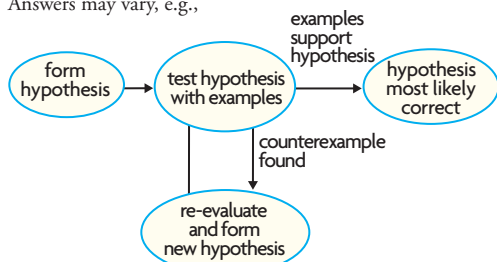 Answers may vary, e.g.,
examples
support
hypothesis
form
hypothesis
test hypothesis
with examples
hypothesis
most likely
correct
counterexample
found
re-evaluate
and form
new hypothesis